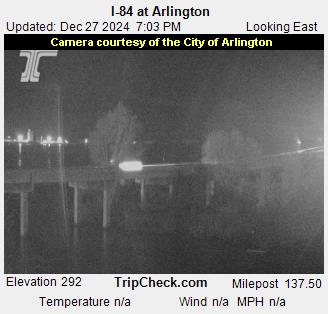 I-84 at Arlington
Updated: Dec 27 2024 7:03 PM Looking East
Camera courtesy of the City of Arlington
Elevation 292 TripCheck.com Milepost 137.50
Temperature n/a Wind n/a MPH n/a